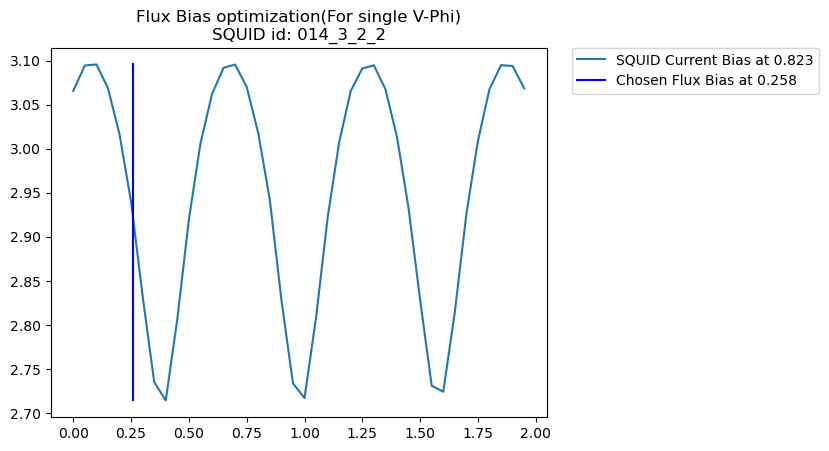 Flux Bias optimization(For single V-Phi)
SQUID id: 014_3_2_2
SQUID Current Bias at 0.823
Chosen Flux Bias at 0.258
3.10
3.05
3.00
2.95
2.90
2.85
2.80
2.75
2.70
0.00 0.25 0.50 0.75 1.00 1.25 1.50 1.75 2.00